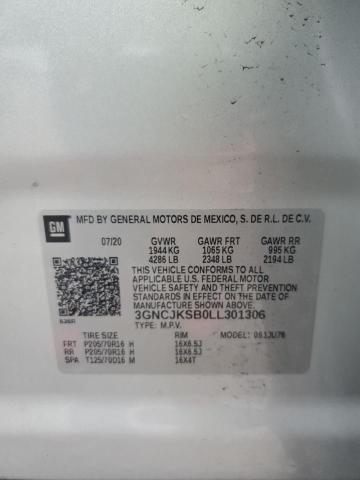 GM
MFD BY GENERAL MOTORS DE MEXICO, S. DE R.L. DE C.V.
07/20 GVWR GAWR FRT GAWR RR
1944 KG 1065 KG 995 KG
4286 LB 2348 LB 2194 LB
THIS VEHICLE CONFORMS TO ALL
APPLICABLE U.S. FEDERAL MOTOR
VEHICLE SAFETY, BUMPER, AND THEFT
PREVENTION STANDARDS IN EFFECT ON THE
DATE OF MANUFACTURE SHOWN ABOVE.
3GNCJKSB0LL301306
TYPE: M.P.V. MODEL: 
TIRE SIZE SPEED RTG RIM
FRT P205/70R16 H 16X6.5J
RR P205/70R16 H 16X6.5J
SPA T125/70D16 M 16X4T